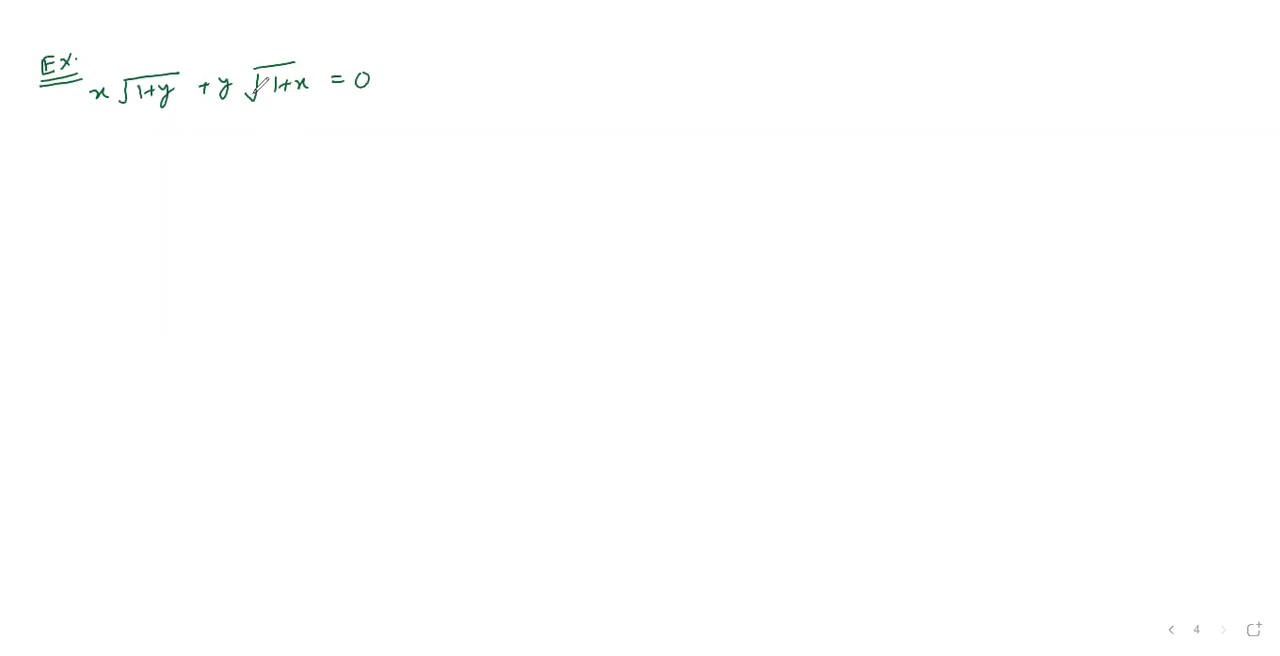 Ex.
x √(1+y) + y √(1+x) = 0
< 4 >